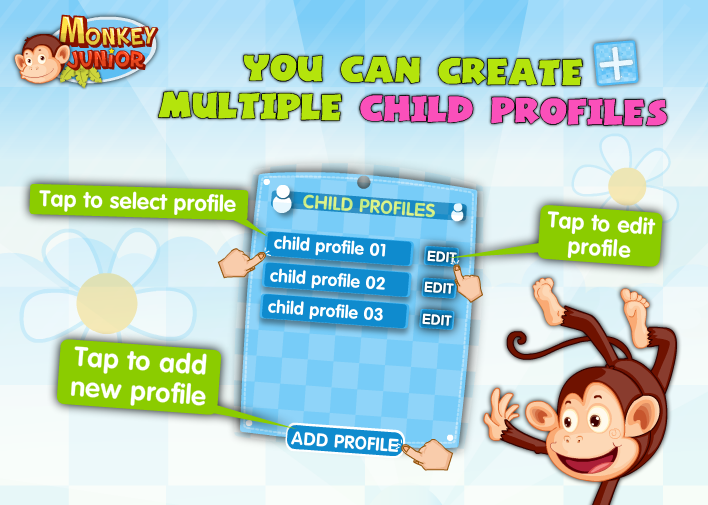 MONKEY
JUNIOR
YOU CAN CREATE
MULTIPLE CHILD PROFILES
Tap to select profile
CHILD PROFILES
Tap to edit
profile
child profile 01
EDIT
child profile 02
EDIT
child profile 03
EDIT
Tap to add
new profile
ADD PROFILE